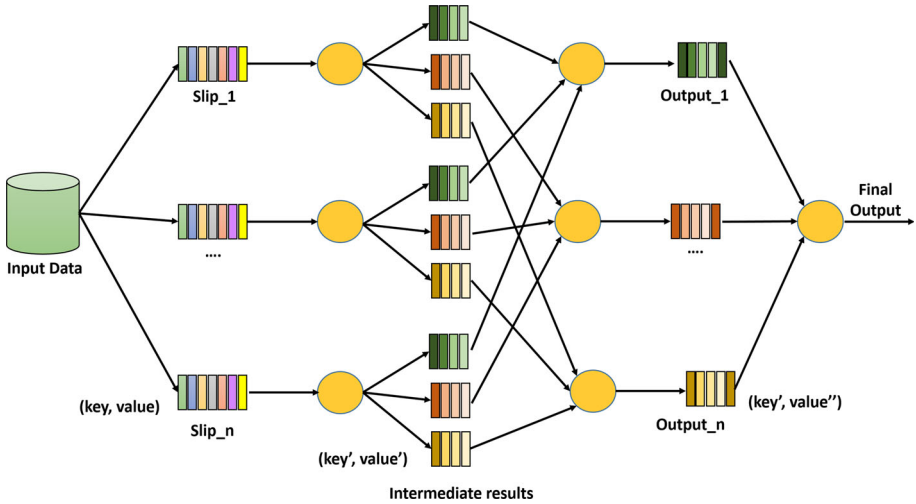 Slip_1
Output_1
Input Data
....
....
Final
Output
(key, value)
Slip_n
(key', value')
Output_n
(key', value'')
Intermediate results